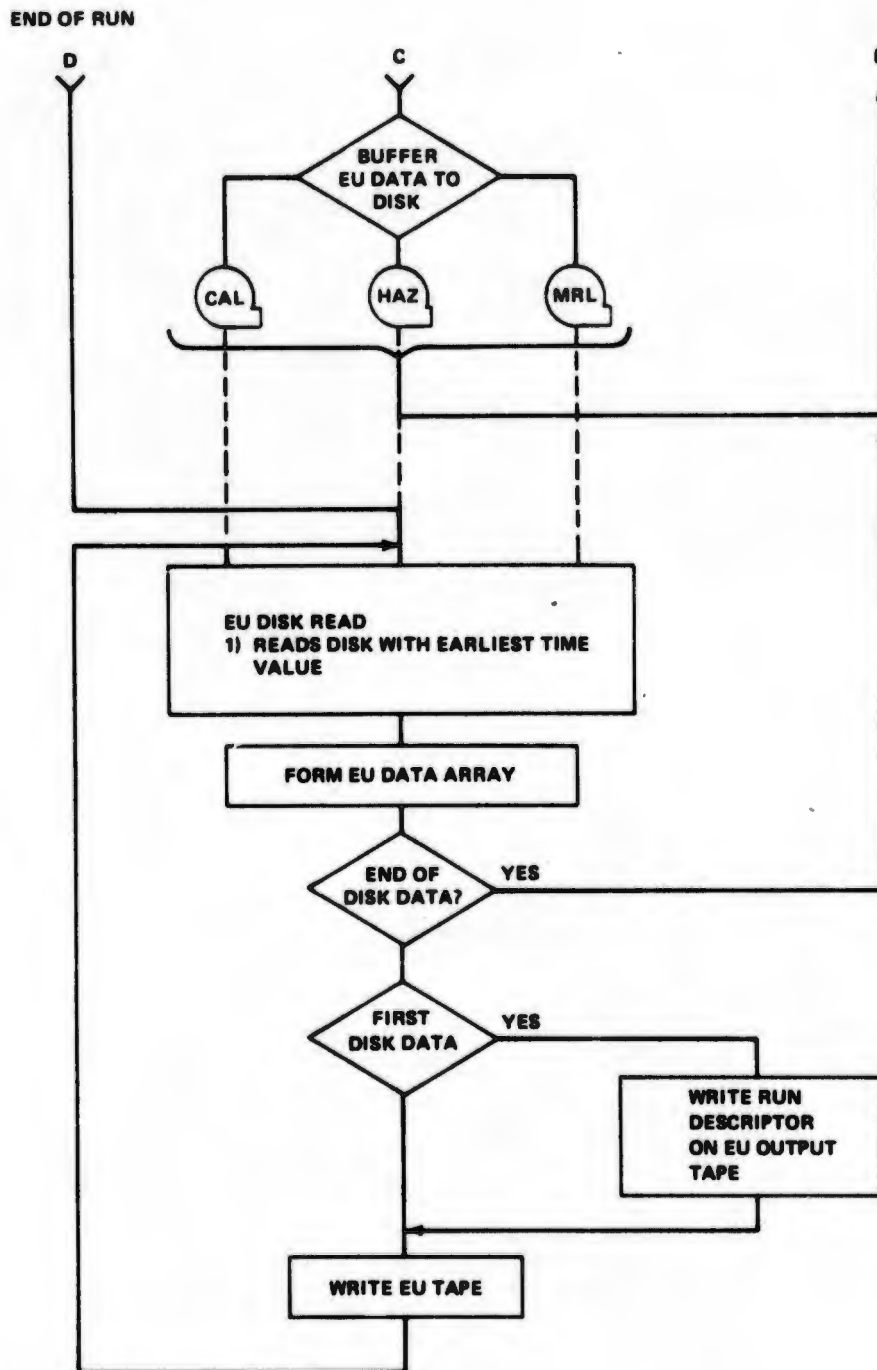 END OF RUN
D
C
BUFFER
EU DATA TO
DISK
CAL
HAZ
MRL
EU DISK READ
1) READS DISK WITH EARLIEST TIME
VALUE
FORM EU DATA ARRAY
END OF
DISK DATA?
YES
FIRST
DISK DATA
YES
WRITE RUN
DESCRIPTOR
ON EU OUTPUT
TAPE
WRITE EU TAPE